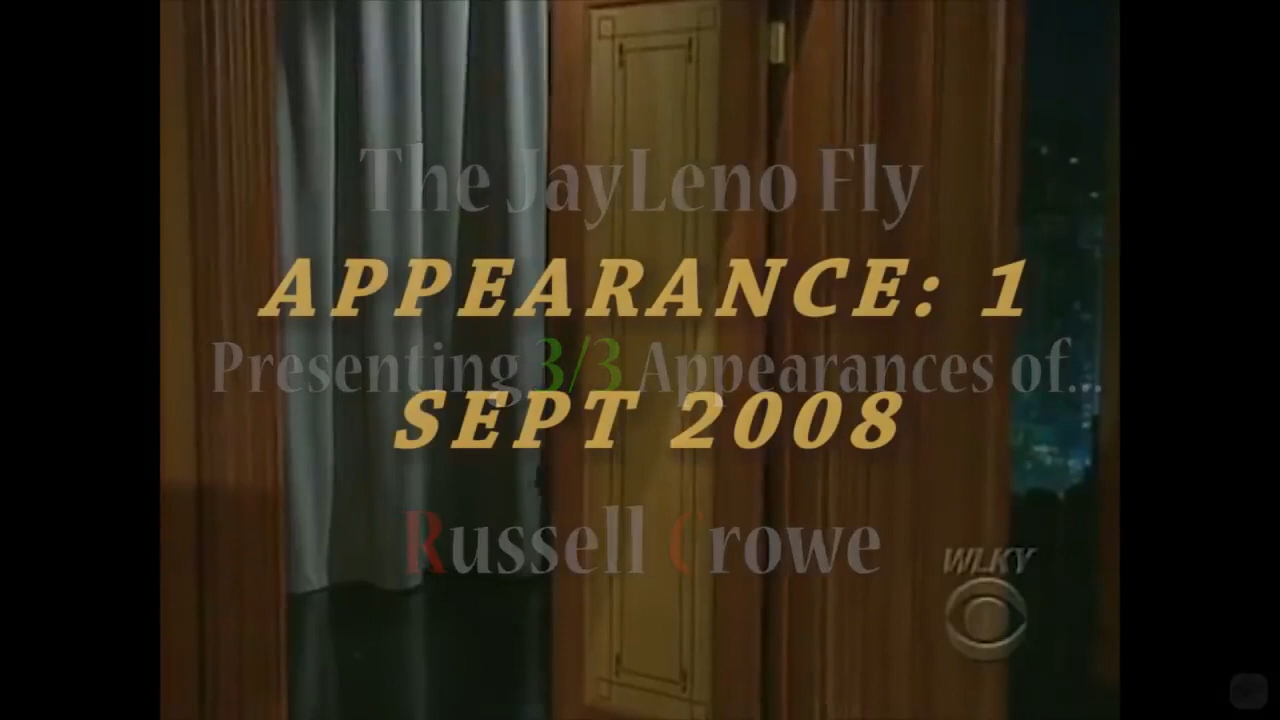 The JayLeno Fly
APPEARANCE: 1
Presenting 3/3 Appearances of...
SEPT 2008
Russell Crowe
WLKY